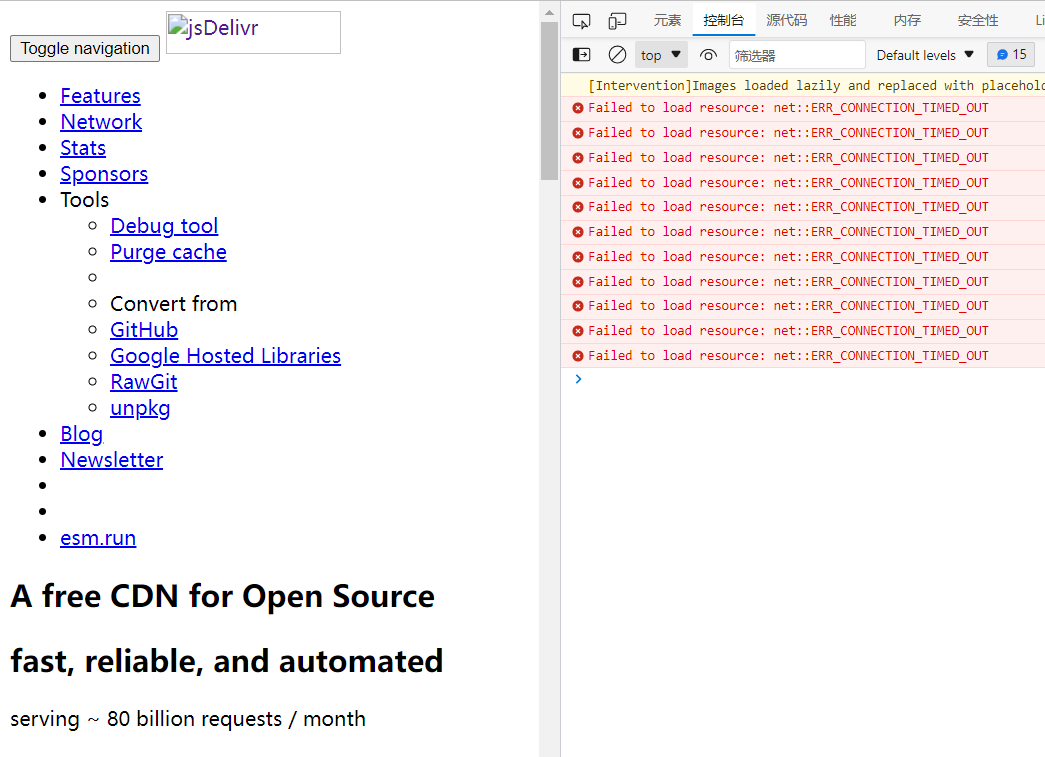 Toggle navigation
jsDelivr
Features
Network
Stats
Sponsors
Tools
Debug tool
Purge cache
Convert from
GitHub
Google Hosted Libraries
RawGit
unpkg
Blog
Newsletter
esm.run
A free CDN for Open Source
fast, reliable, and automated
serving ~ 80 billion requests / month
元素 控制台 源代码 性能 内存 安全性 Li
top 筛选器 Default levels 15
[Intervention]Images loaded lazily and replaced with placehold
Failed to load resource: net::ERR_CONNECTION_TIMED_OUT
Failed to load resource: net::ERR_CONNECTION_TIMED_OUT
Failed to load resource: net::ERR_CONNECTION_TIMED_OUT
Failed to load resource: net::ERR_CONNECTION_TIMED_OUT
Failed to load resource: net::ERR_CONNECTION_TIMED_OUT
Failed to load resource: net::ERR_CONNECTION_TIMED_OUT
Failed to load resource: net::ERR_CONNECTION_TIMED_OUT
Failed to load resource: net::ERR_CONNECTION_TIMED_OUT
Failed to load resource: net::ERR_CONNECTION_TIMED_OUT
Failed to load resource: net::ERR_CONNECTION_TIMED_OUT
Failed to load resource: net::ERR_CONNECTION_TIMED_OUT